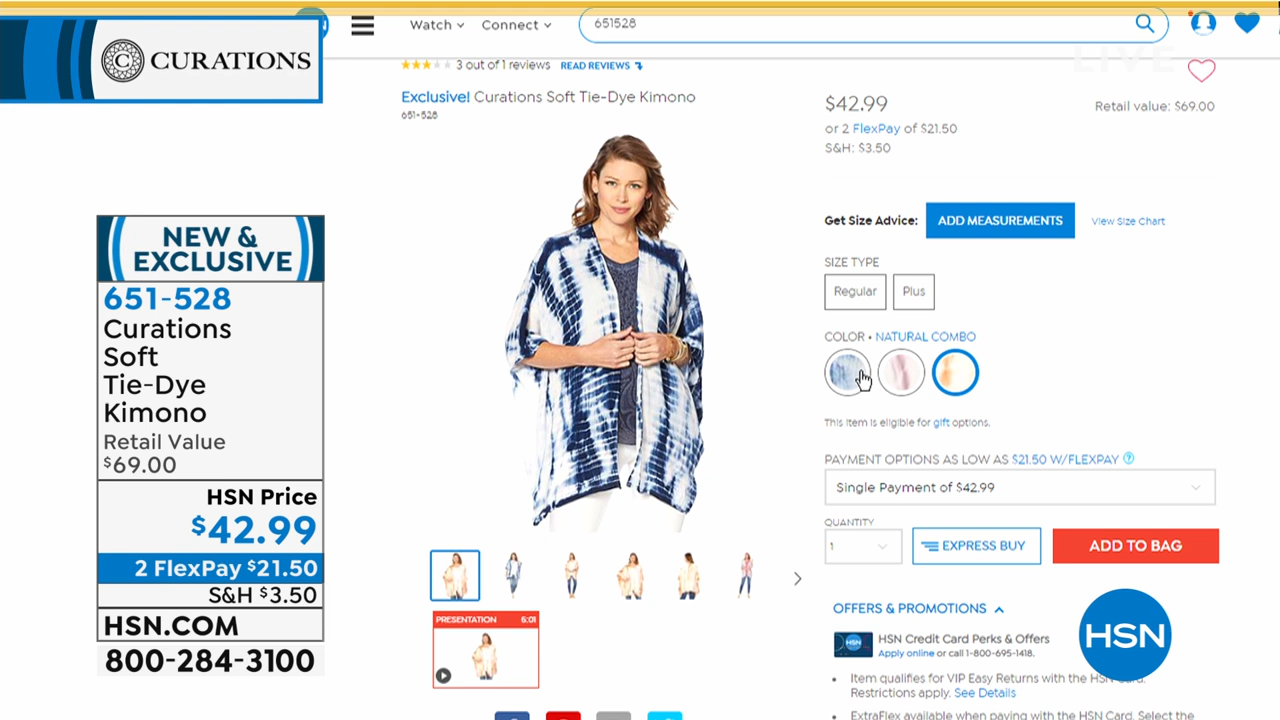 CURATIONS
NEW &
EXCLUSIVE
651-528
Curations
Soft
Tie-Dye
Kimono
Retail Value
$69.00
HSN Price
$42.99
2 FlexPay $21.50
S&H $3.50
HSN.COM
800-284-3100
Watch
Connect
651528
LIVE
3 out of 1 reviews READ REVIEWS
Exclusive! Curations Soft Tie-Dye Kimono
651-528
$42.99
Retail value: $69.00
or 2 FlexPay of $21.50
S&H: $3.50
Get Size Advice: ADD MEASUREMENTS View Size Chart
SIZE TYPE
Regular Plus
COLOR • NATURAL COMBO
This item is eligible for gift options.
PAYMENT OPTIONS AS LOW AS $21.50 W/FLEXPAY
Single Payment of $42.99
QUANTITY
1
EXPRESS BUY
ADD TO BAG
PRESENTATION 5:01
OFFERS & PROMOTIONS
HSN
HSN Credit Card Perks & Offers
Apply online or call 1-800-695-1418.
• Item qualifies for VIP Easy Returns with the HSN Card.
Restrictions apply. See Details
• ExtraFlex available when paying with the HSN Card. Select the
HSN